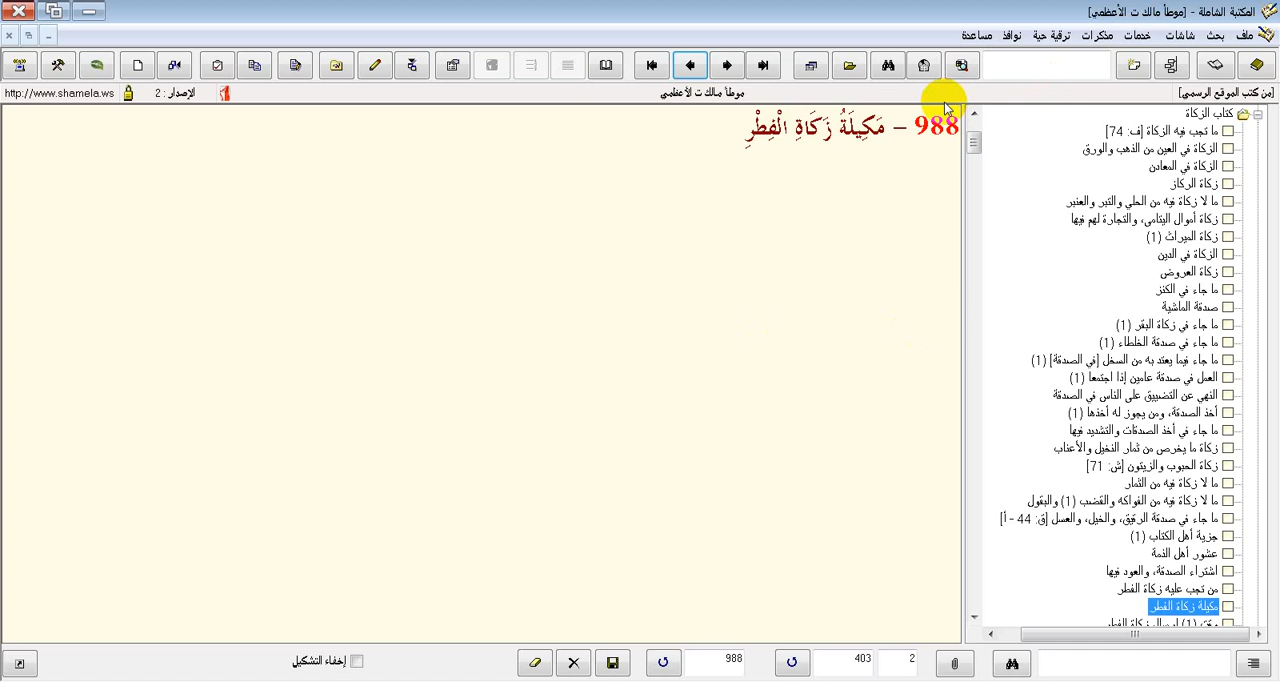 المكتبة الشاملة - [موطأ مالك ت الأعظمي]
ملف بحث شاشات خدمات مذكرات ترقية حية نوافذ مساعدة
[من كتب الموقع الرسمي] موطأ مالك ت الأعظمي الإصدار : 2 http://www.shamela.ws
كتاب الزكاة
ما تجب فيه الزكاة [ف: 74]
الزكاة في العين من الذهب والورق
الزكاة في المعادن
زكاة الركاز
ما لا زكاة فيه من الحلي والتبر والعنبر
زكاة أموال اليتامى، والتجارة لهم فيها
زكاة الميراث (1)
الزكاة في الدين
زكاة العروض
ما جاء في الكنز
صدقة الماشية
ما جاء في زكاة البقر (1)
ما جاء في صدقة الخلطاء (1)
ما جاء فيما يعتد به من السخل [في الصدقة] (1)
العمل في صدقة عامين إذا اجتمعا (1)
النهي عن التضييق على الناس في الصدقة
أخذ الصدقة، ومن يجوز له أخذها (1)
ما جاء في أخذ الصدقات والتشديد فيها
زكاة ما يخرص من ثمار النخيل والأعناب
زكاة الحبوب والزيتون [ش: 71]
ما لا زكاة فيه من الثمار
ما لا زكاة فيه من الفواكه والقضب (1) والبقول
ما جاء في صدقة الرقيق، والخيل، والعسل [ق: 44 - أ]
جزية أهل الكتاب (1)
عشور أهل الذمة
اشتراء الصدقة، والعود فيها
من تجب عليه زكاة الفطر
مكيلة زكاة الفطر
وقت (1) إرسال زكاة الفطر
988 – مَكِيلَةُ زَكَاةِ الْفِطْرِ
2 403 988 إخفاء التشكيل